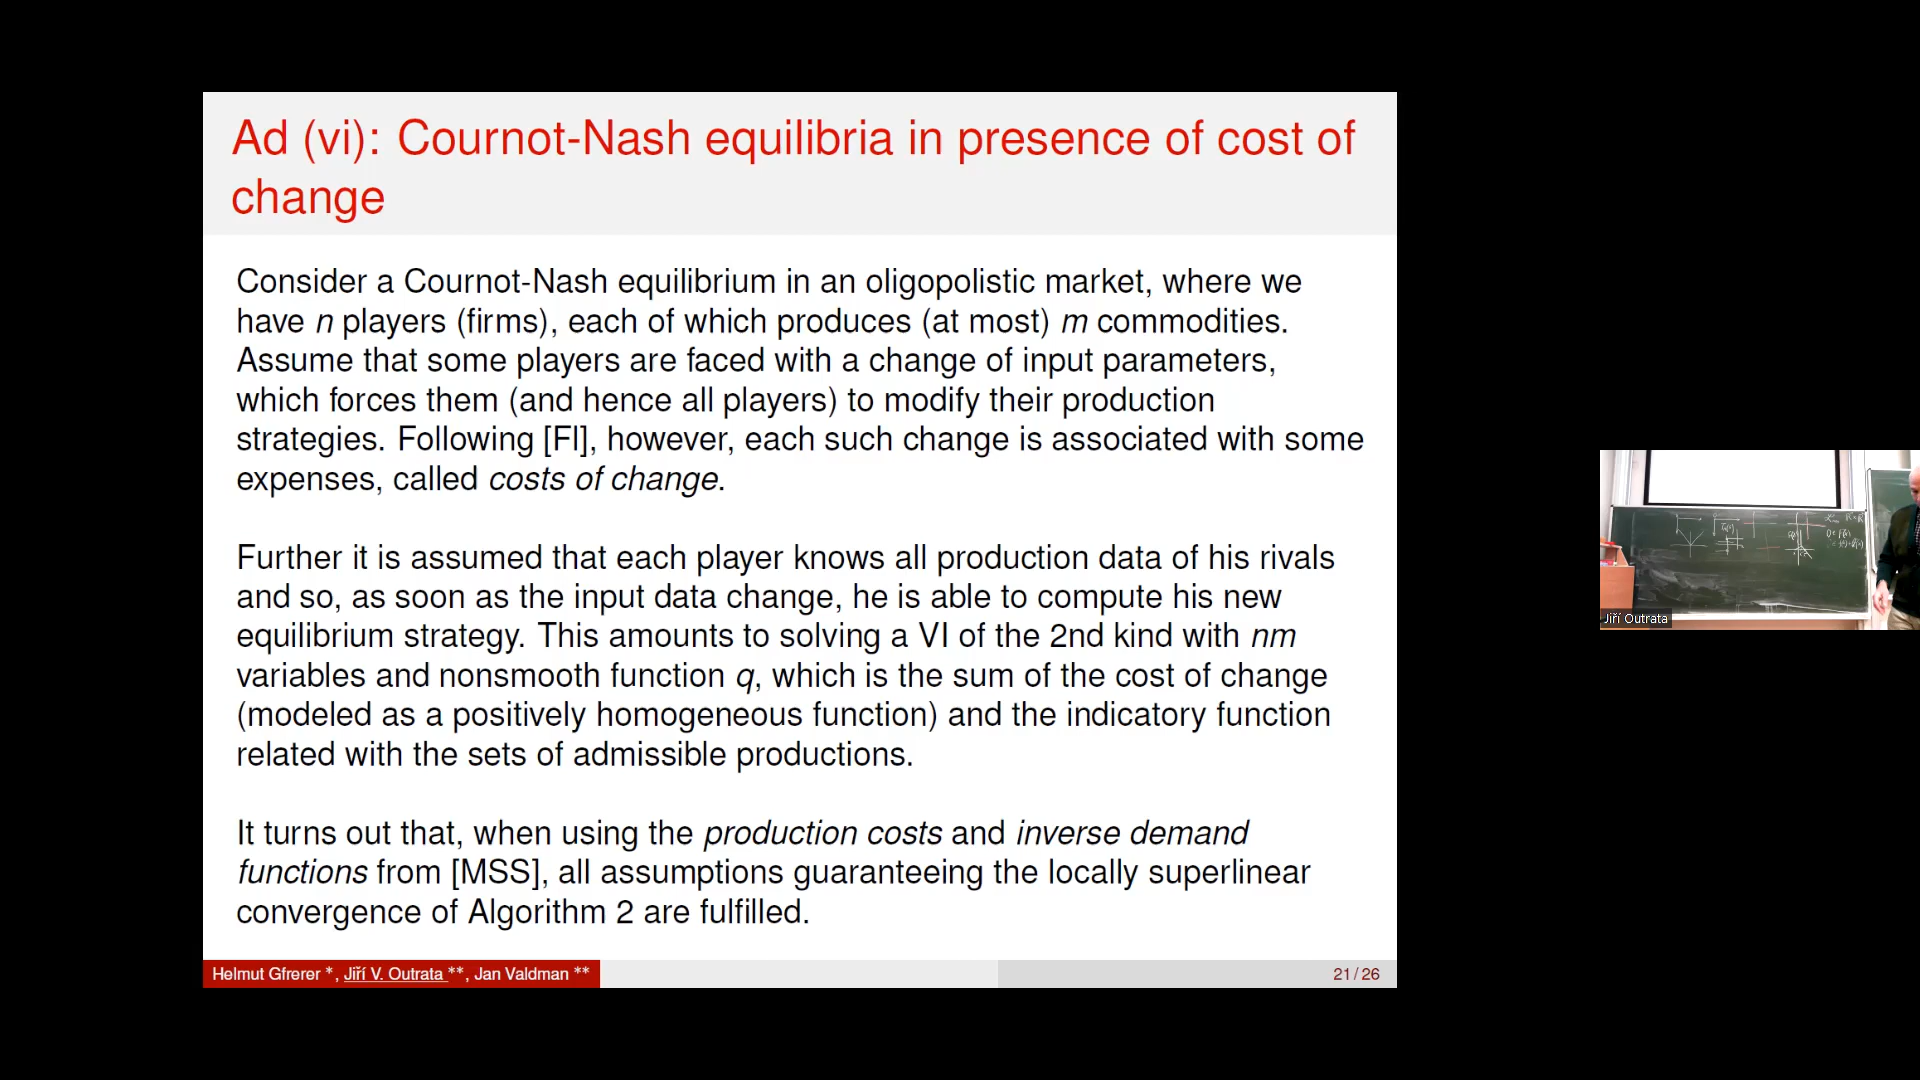 Ad (vi): Cournot-Nash equilibria in presence of cost of
change
Consider a Cournot-Nash equilibrium in an oligopolistic market, where we
have n players (firms), each of which produces (at most) m commodities.
Assume that some players are faced with a change of input parameters,
which forces them (and hence all players) to modify their production
strategies. Following [FI], however, each such change is associated with some
expenses, called costs of change.
Further it is assumed that each player knows all production data of his rivals
and so, as soon as the input data change, he is able to compute his new
equilibrium strategy. This amounts to solving a VI of the 2nd kind with nm
variables and nonsmooth function q, which is the sum of the cost of change
(modeled as a positively homogeneous function) and the indicatory function
related with the sets of admissible productions.
It turns out that, when using the production costs and inverse demand
functions from [MSS], all assumptions guaranteeing the locally superlinear
convergence of Algorithm 2 are fulfilled.
Helmut Gfrerer *, Jiří V. Outrata **, Jan Valdman **
21 / 26
Jiří Outrata